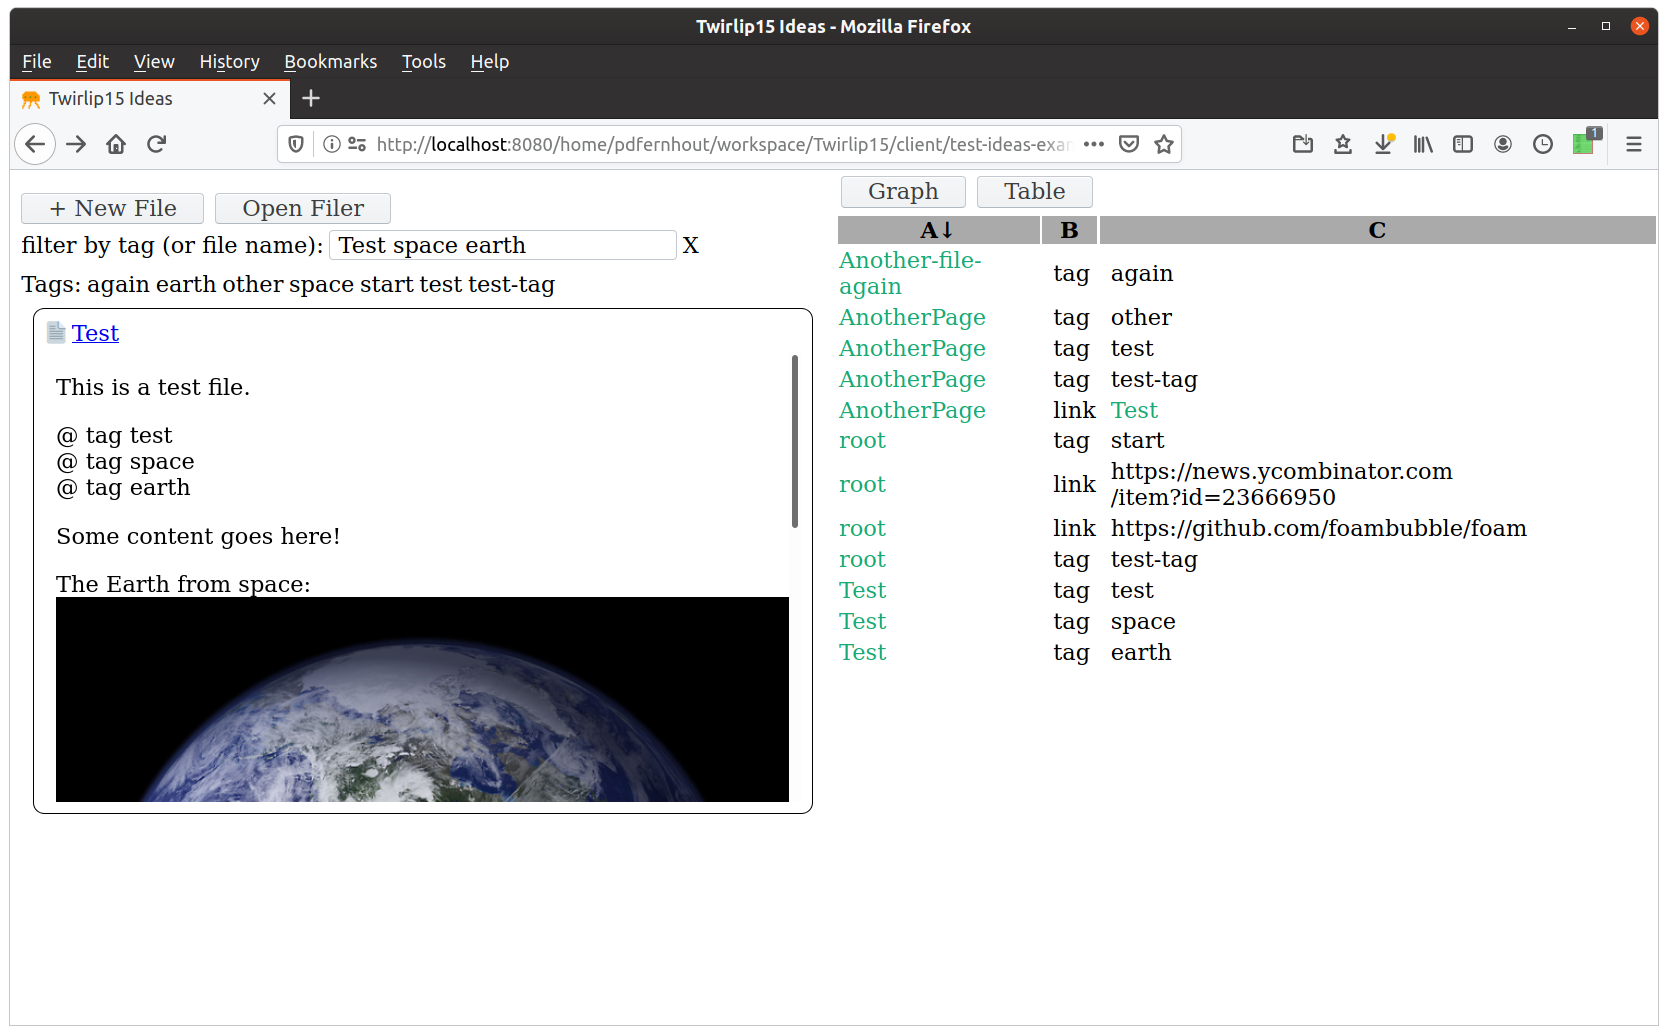 Twirlip15 Ideas - Mozilla Firefox
File Edit View History Bookmarks Tools Help
Twirlip15 Ideas
http://localhost:8080/home/pdfernhout/workspace/Twirlip15/client/test-ideas-exa
1
+ New File Open Filer
filter by tag (or file name): Test space earth X
Tags: again earth other space start test test-tag
Test
This is a test file.
@ tag test
@ tag space
@ tag earth
Some content goes here!
The Earth from space:
Graph Table
A↓ B C
Another-file-
again tag again
AnotherPage tag other
AnotherPage tag test
AnotherPage tag test-tag
AnotherPage link Test
root tag start
root link https://news.ycombinator.com
/item?id=23666950
root link https://github.com/foambubble/foam
root tag test-tag
Test tag test
Test tag space
Test tag earth